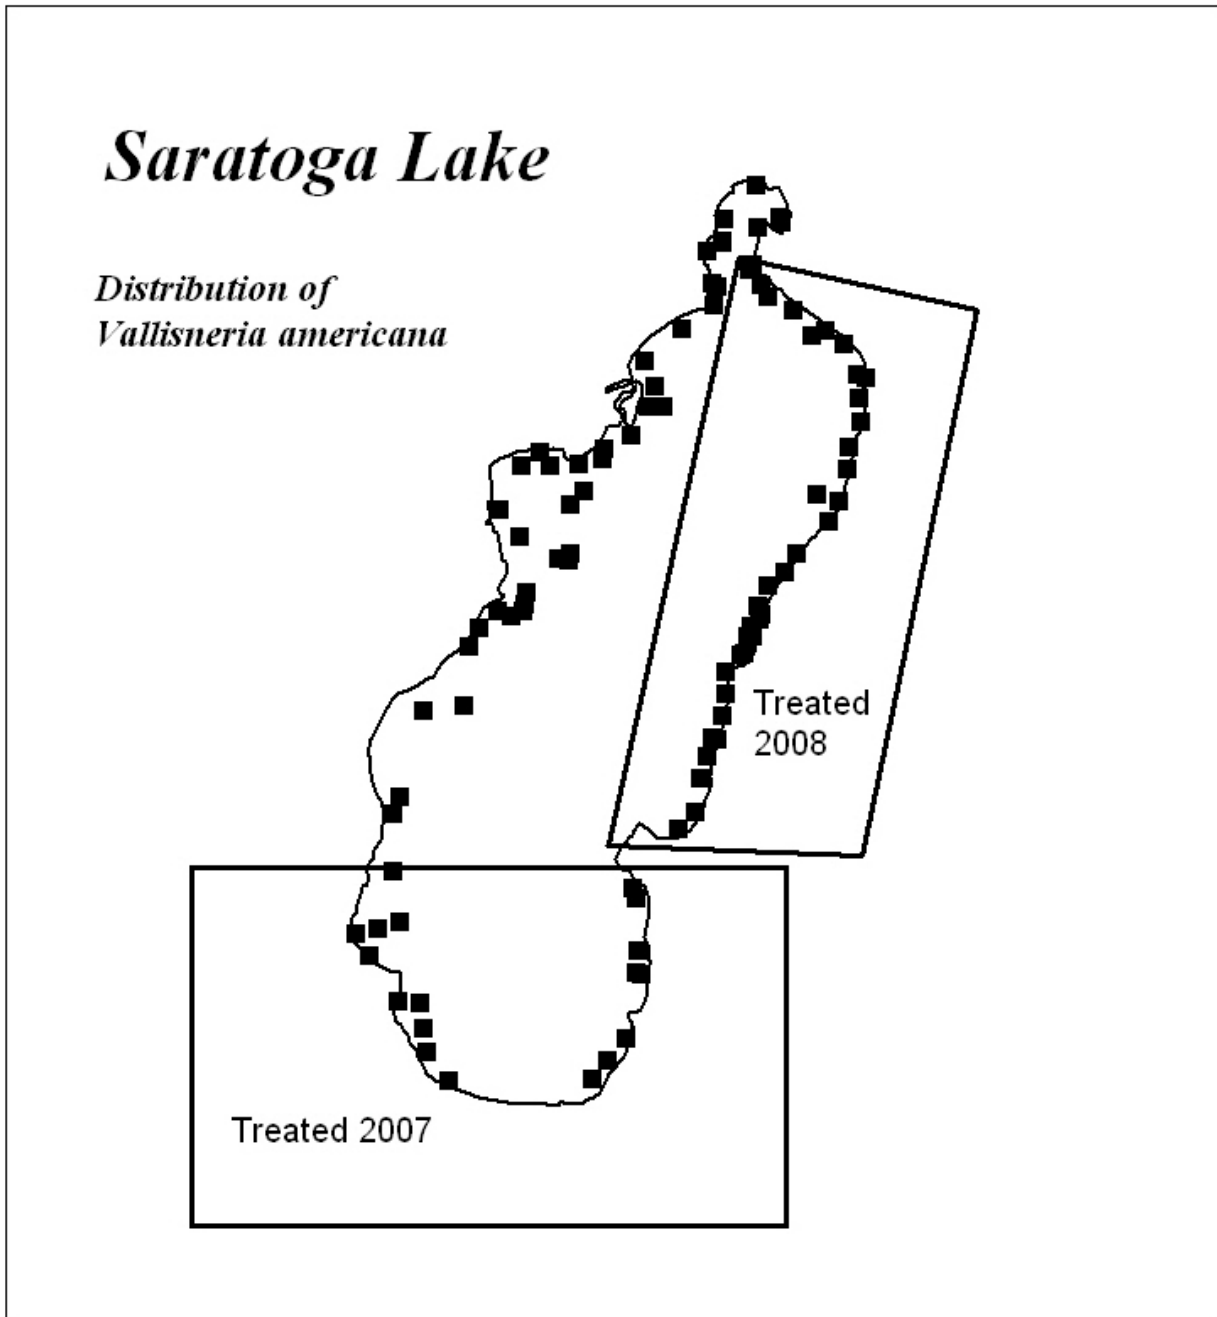 Saratoga Lake
Distribution of
Vallisneria americana
Treated
2008
Treated 2007